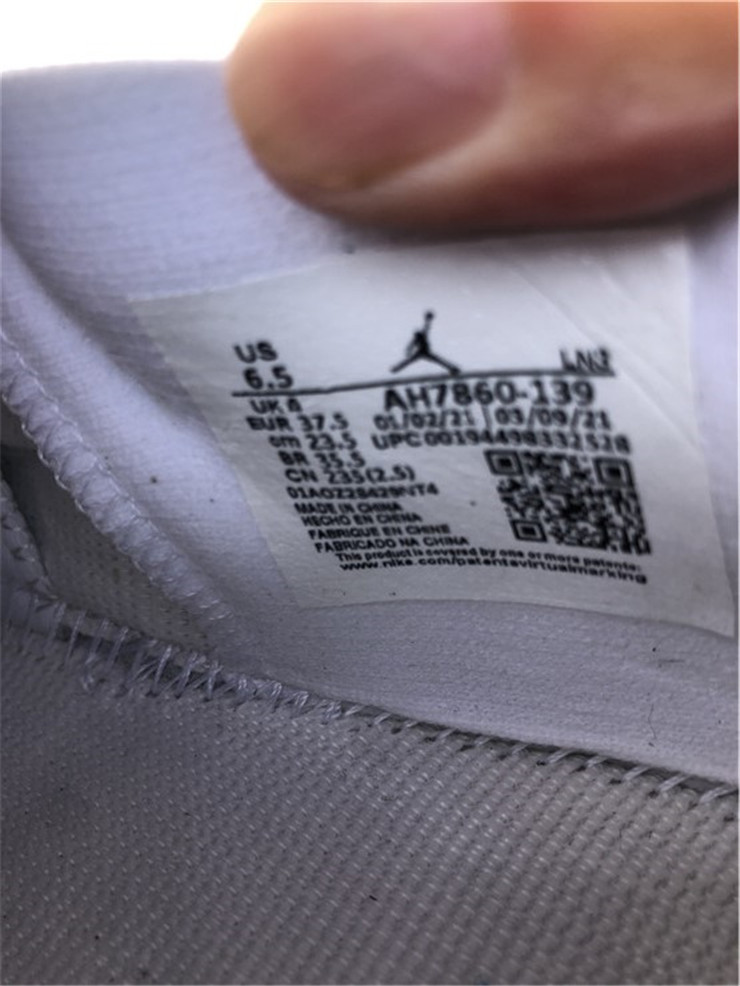 US
6.5
AH7860-139
UK 4
EUR 37.5 01/02/21 03/09/21
cm 23.5 UPC 00194498332528
BR 35.5
CN 235(2.5)
MADE IN CHINA
HECHO EN CHINA
FABRIQUE EN CHINE
FABRICADO NA CHINA
This product is covered by one or more patents:
www.nike.com/patentsvirtualmarking